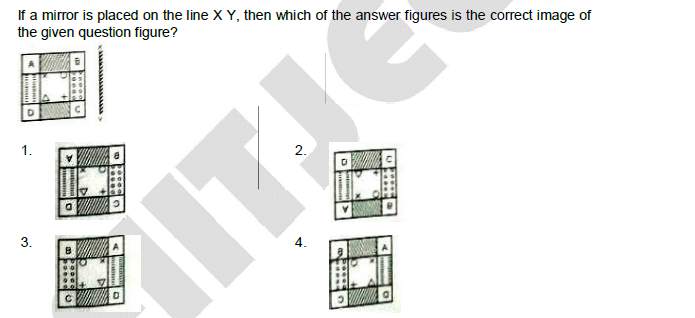 If a mirror is placed on the line X Y, then which of the answer figures is the correct image of
the given question figure?
A B
D C
1.
2.
3.
B A
C D
4.